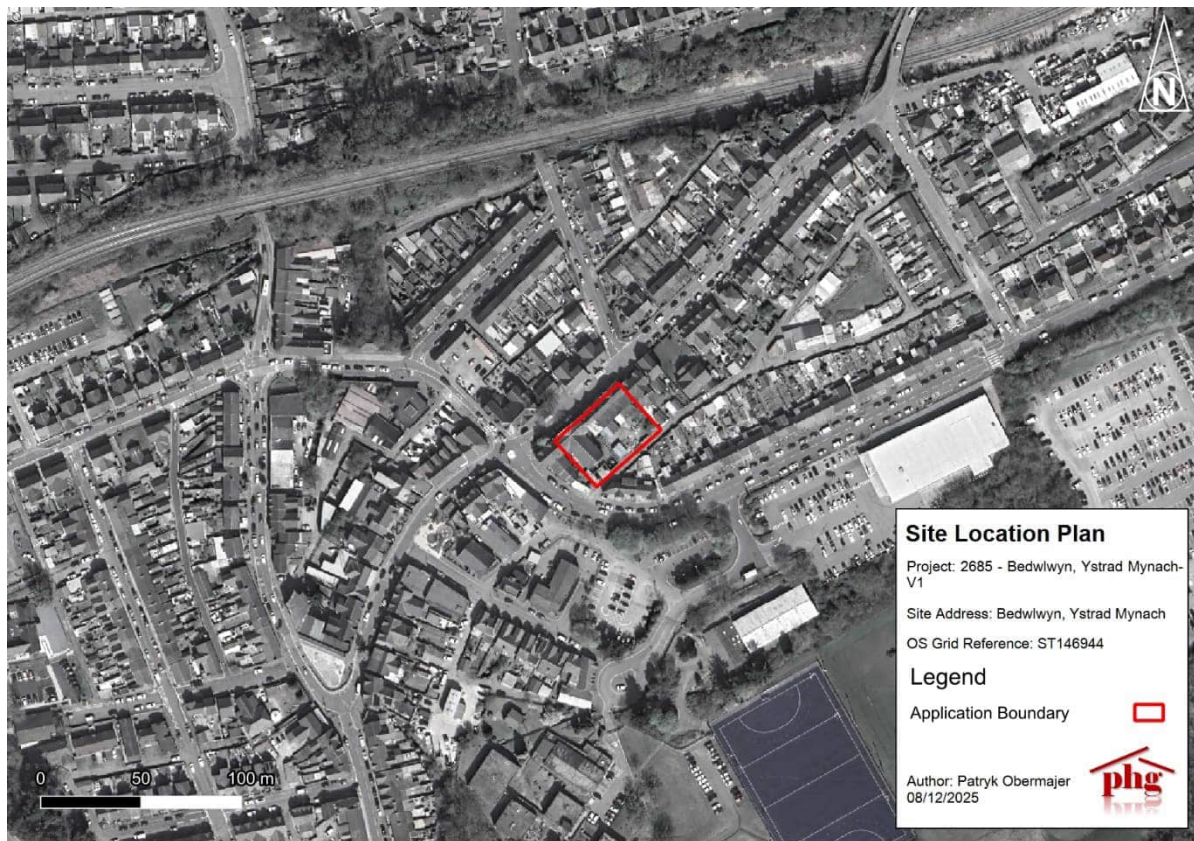 N
Site Location Plan
Project: 2685 - Bedwlwyn, Ystrad Mynach-
V1
Site Address: Bedwlwyn, Ystrad Mynach
OS Grid Reference: ST146944
Legend
Application Boundary
Author: Patryk Obermajer
08/12/2025
phg
0 50 100 m